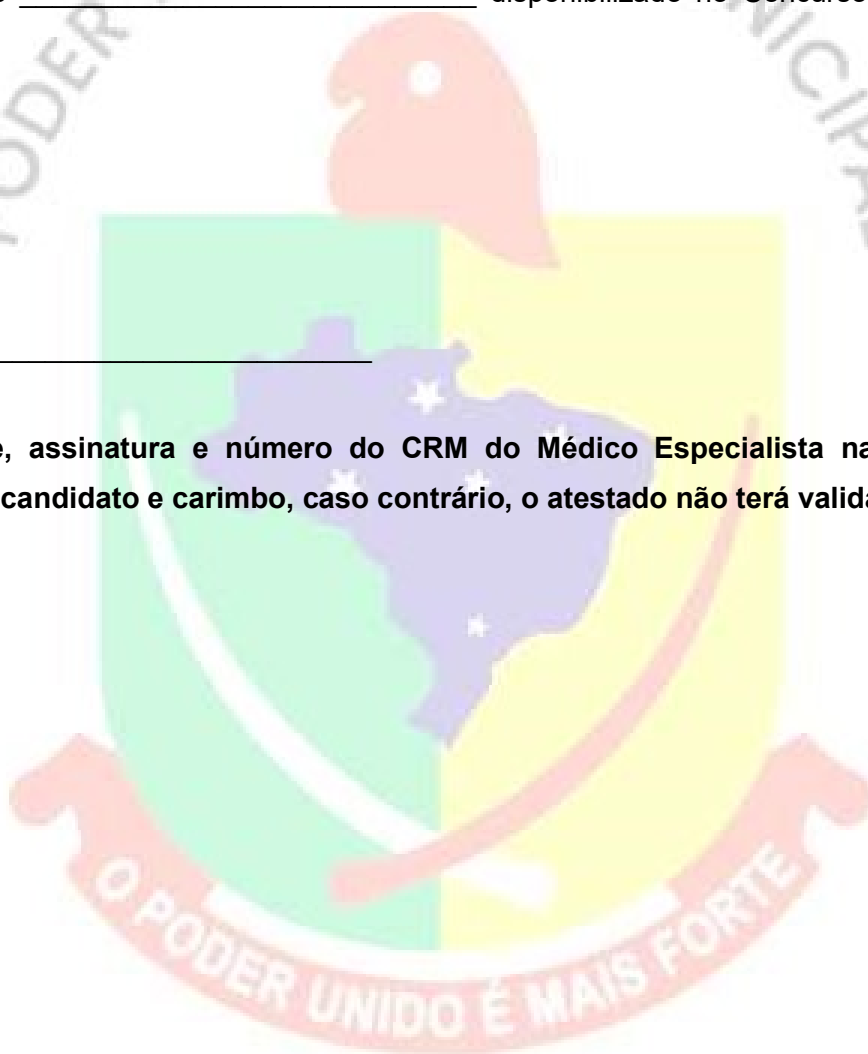 disponibilizado no Concurso
PODER
e, assinatura e número do CRM do Médico Especialista na
candidato e carimbo, caso contrário, o atestado não terá valida
O PODER UNIDO É MAIS FORTE